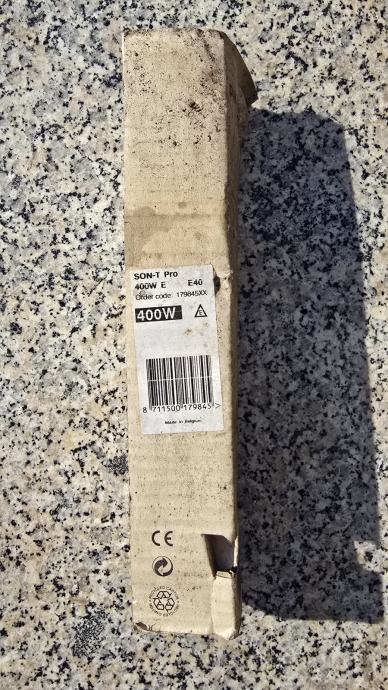 SON-T Pro
400W E E40
Order code: 179845XX
400W E
8 711500 179845 >
Made in Belgium
CE